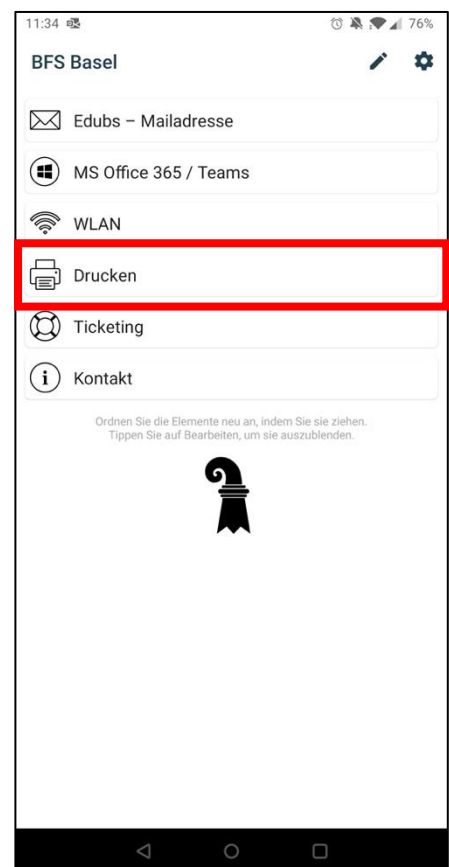 11:34 76%
BFS Basel
Edubs – Mailadresse
MS Office 365 / Teams
WLAN
Drucken
Ticketing
i Kontakt
Ordnen Sie die Elemente neu an, indem Sie sie ziehen.
Tippen Sie auf Bearbeiten, um sie auszublenden.